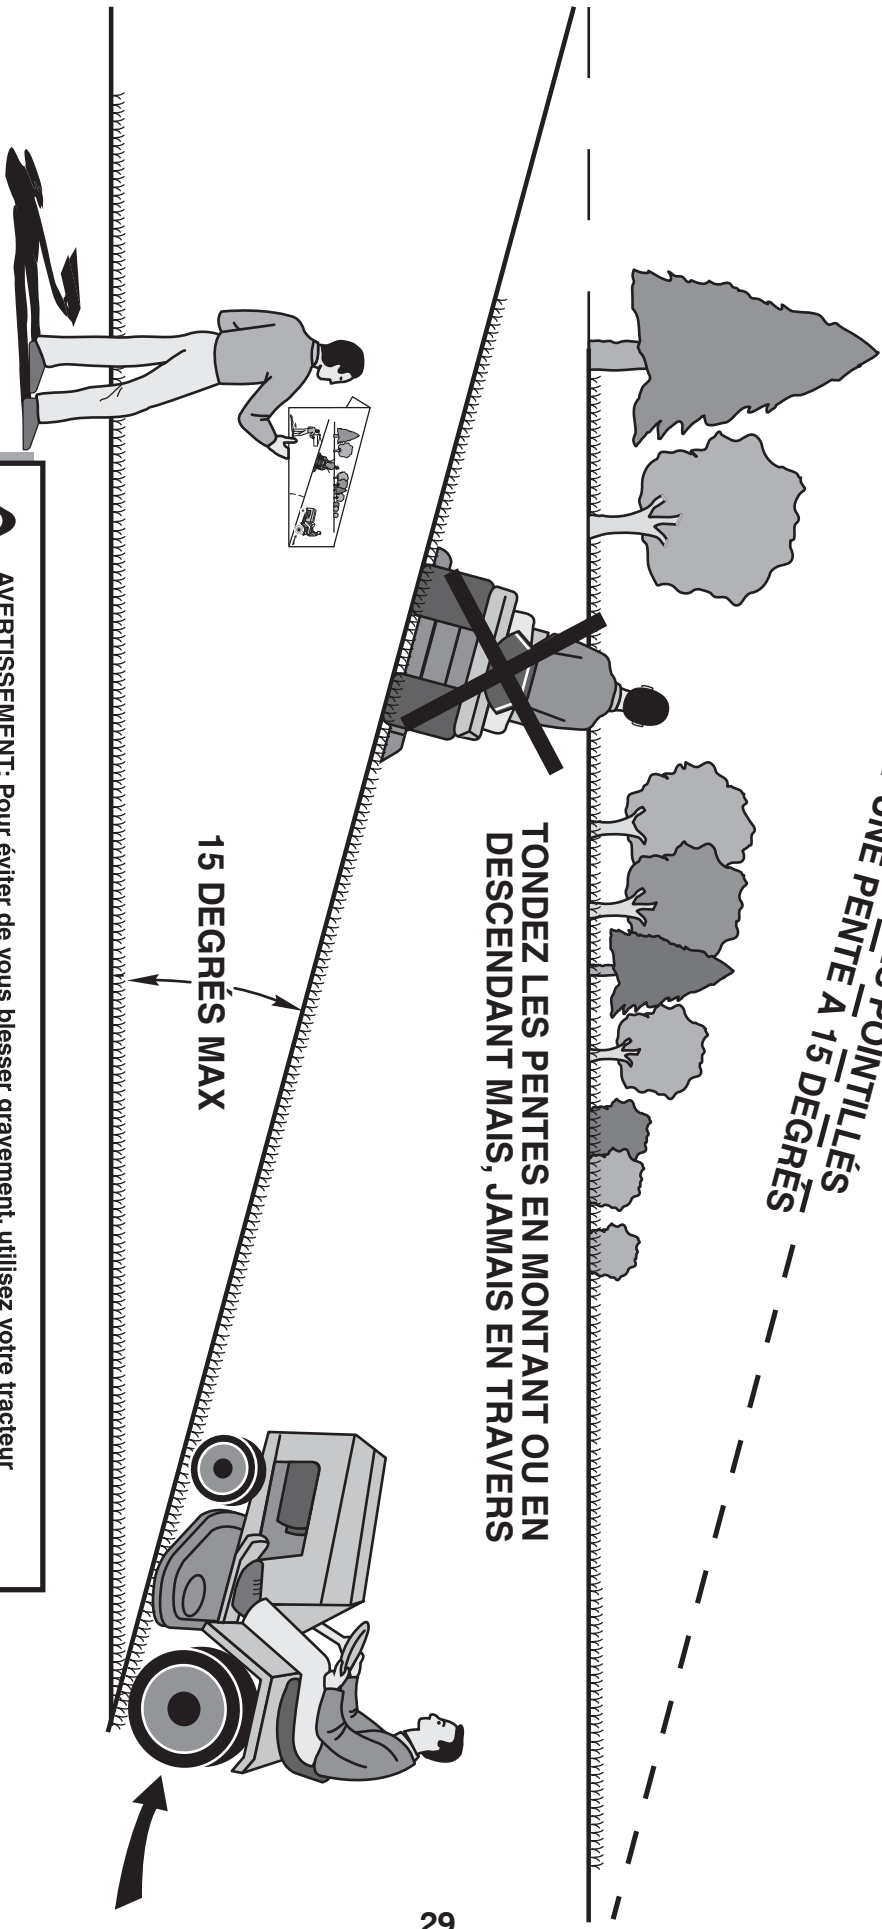 POINTILLÉS
UNE PENTE A 15 DEGRÉS
TONDEZ LES PENTES EN MONTANT OU EN
DESCENDANT MAIS, JAMAIS EN TRAVERS
15 DEGRÉS MAX
AVERTISSEMENT: Pour éviter de vous blesser gravement, utilisez votre tracteur
29